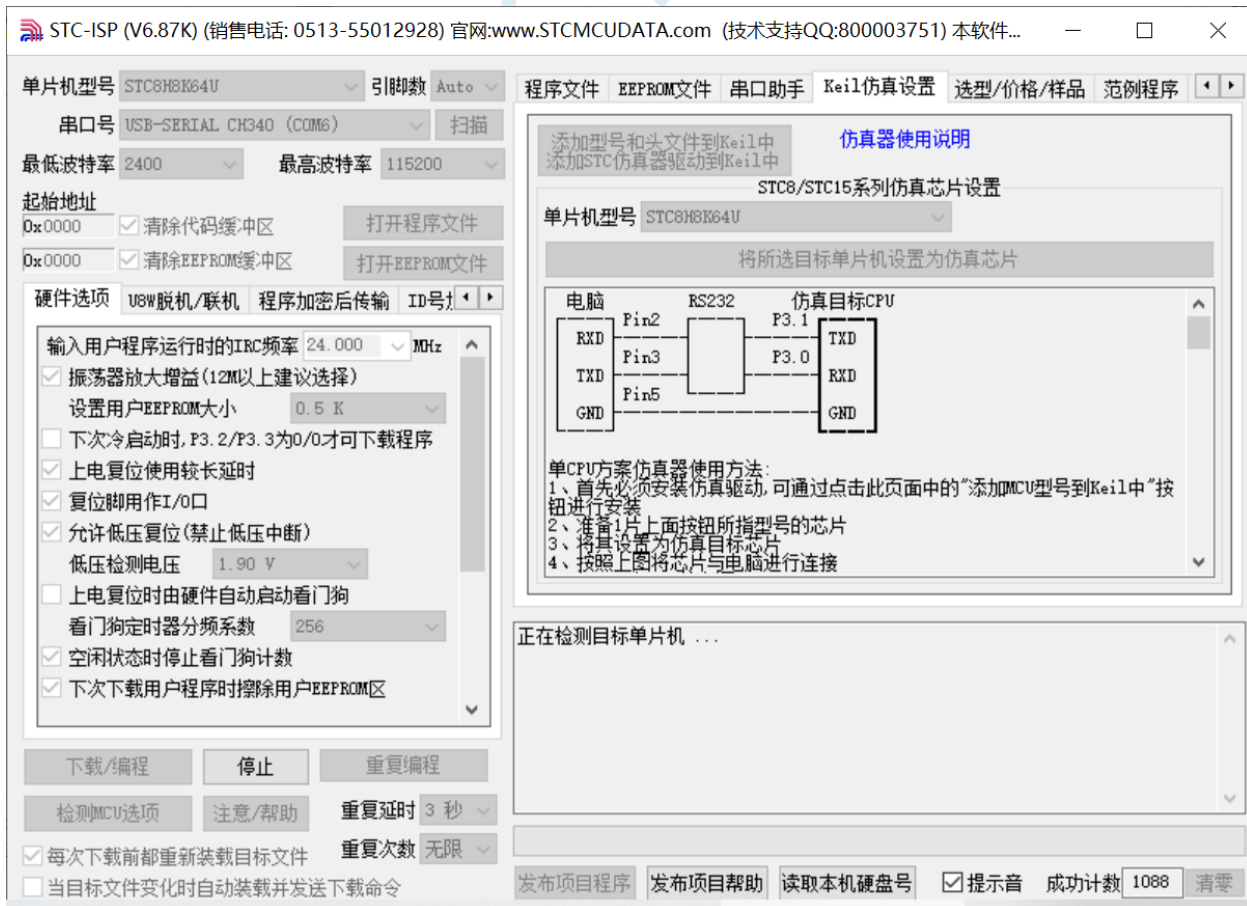 STC-ISP (V6.87K) (销售电话: 0513-55012928) 官网:www.STCMCUDATA.com (技术支持QQ:800003751) 本软件...
单片机型号 STC8H8K64U 引脚数 Auto
串口号 USB-SERIAL CH340 (COM6) 扫描
最低波特率 2400 最高波特率 115200
起始地址
0x0000 清除代码缓冲区 打开程序文件
0x0000 清除EEPROM缓冲区 打开EEPROM文件
硬件选项 U8W脱机/联机 程序加密后传输 ID号
输入用户程序运行时的IRC频率 24.000 MHz
振荡器放大增益(12M以上建议选择)
设置用户EEPROM大小 0.5 K
下次冷启动时,P3.2/P3.3为0/0才可下载程序
上电复位使用较长延时
复位脚用作I/O口
允许低压复位(禁止低压中断)
低压检测电压 1.90 V
上电复位时由硬件自动启动看门狗
看门狗定时器分频系数 256
空闲状态时停止看门狗计数
下次下载用户程序时擦除用户EEPROM区
下载/编程 停止 重复编程
检测MCU选项 注意/帮助 重复延时 3 秒
每次下载前都重新装载目标文件 重复次数 无限
当目标文件变化时自动装载并发送下载命令
程序文件 EEPROM文件 串口助手 Keil仿真设置 选型/价格/样品 范例程序
添加型号和头文件到Keil中
添加STC仿真器驱动到Keil中
仿真器使用说明
STC8/STC15系列仿真芯片设置
单片机型号 STC8H8K64U
将所选目标单片机设置为仿真芯片
电脑 RS232 仿真目标CPU
Pin2 P3.1
RXD TXD
Pin3 P3.0
TXD RXD
Pin5
GND GND
单CPU方案仿真器使用方法:
1、首先必须安装仿真驱动,可通过点击此页面中的"添加MCU型号到Keil中"按
钮进行安装
2、准备1片上面按钮所指型号的芯片
3、将其设置为仿真目标芯片
4、按照上图将芯片与电脑进行连接
正在检测目标单片机 ...
发布项目程序 发布项目帮助 读取本机硬盘号 提示音 成功计数 1088 清零